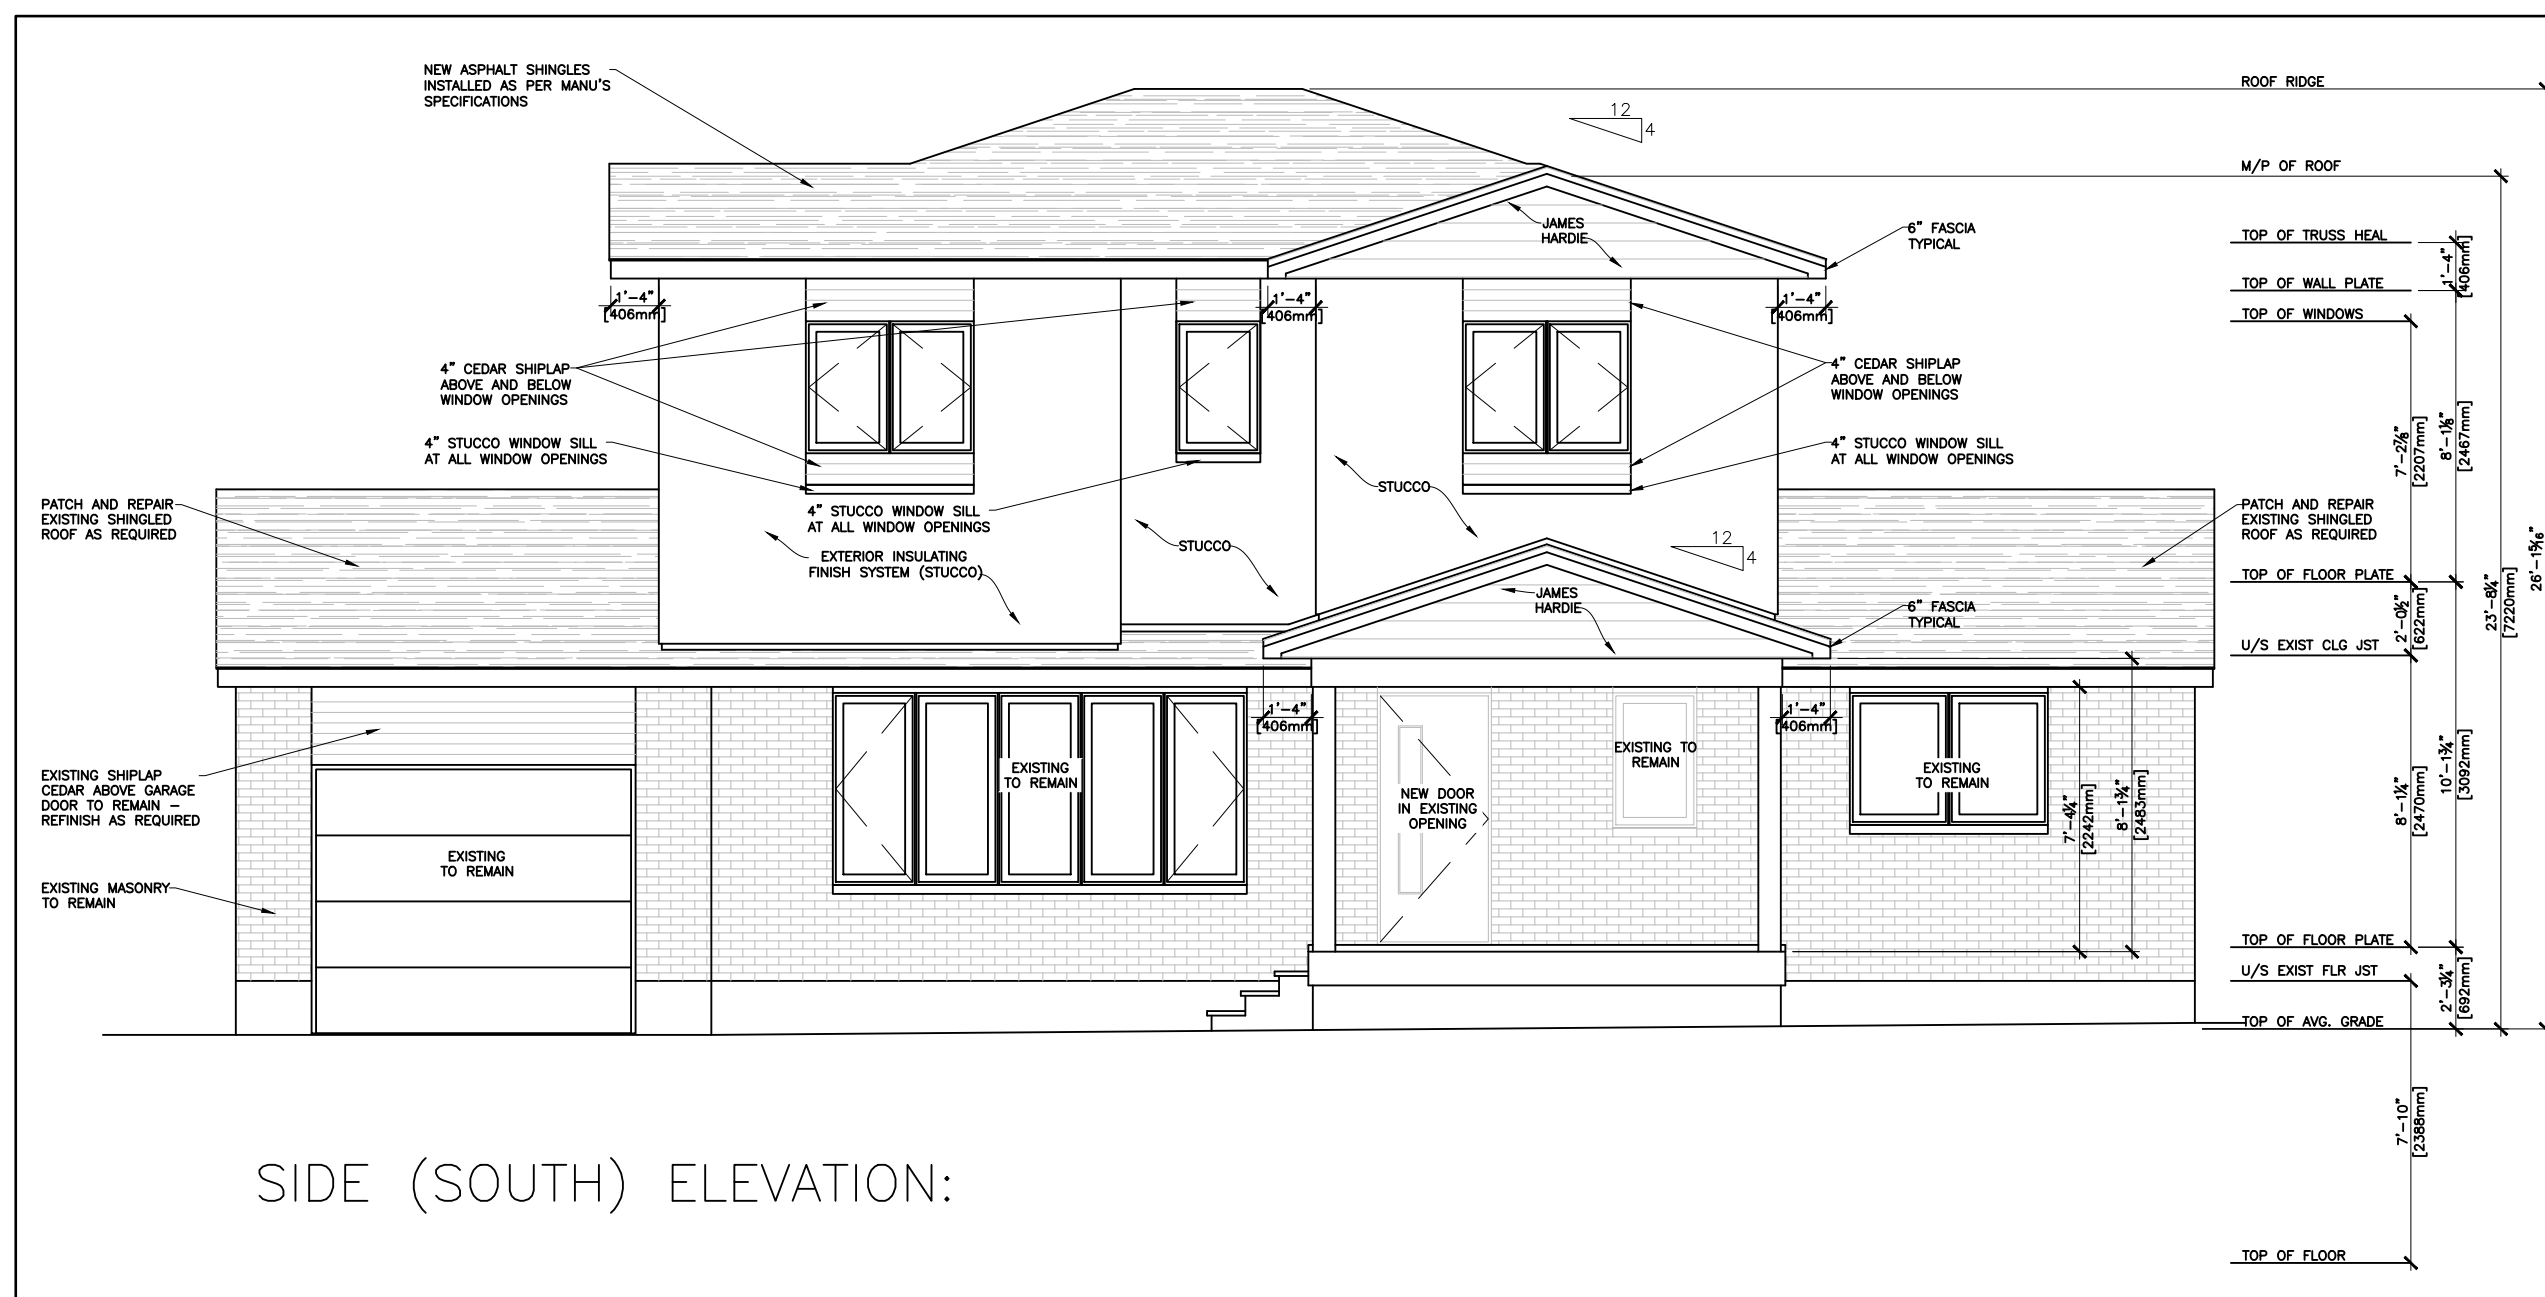 NEW ASPHALT SHINGLES
INSTALLED AS PER MANU'S
SPECIFICATIONS
12
4
ROOF RIDGE
M/P OF ROOF
JAMES
HARDIE
6" FASCIA
TYPICAL
TOP OF TRUSS HEAL
1'-4"
[406mm]
TOP OF WALL PLATE
TOP OF WINDOWS
1'-4"
[406mm]
1'-4"
[406mm]
1'-4"
[406mm]
4" CEDAR SHIPLAP
ABOVE AND BELOW
WINDOW OPENINGS
4" CEDAR SHIPLAP
ABOVE AND BELOW
WINDOW OPENINGS
4" STUCCO WINDOW SILL
AT ALL WINDOW OPENINGS
4" STUCCO WINDOW SILL
AT ALL WINDOW OPENINGS
7'-2⅞"
[2207mm]
8'-1⅛"
[2467mm]
STUCCO
PATCH AND REPAIR
EXISTING SHINGLED
ROOF AS REQUIRED
4" STUCCO WINDOW SILL
AT ALL WINDOW OPENINGS
PATCH AND REPAIR
EXISTING SHINGLED
ROOF AS REQUIRED
STUCCO
EXTERIOR INSULATING
FINISH SYSTEM (STUCCO)
12
4
26'-1 15/16"
TOP OF FLOOR PLATE
JAMES
HARDIE
6" FASCIA
TYPICAL
2'-0½"
[622mm]
23'-8¼"
[7220mm]
U/S EXIST CLG JST
1'-4"
[406mm]
1'-4"
[406mm]
EXISTING SHIPLAP
CEDAR ABOVE GARAGE
DOOR TO REMAIN –
REFINISH AS REQUIRED
EXISTING
TO REMAIN
EXISTING TO
REMAIN
EXISTING
TO REMAIN
NEW DOOR
IN EXISTING
OPENING
7'-4¼"
[2242mm]
8'-1¾"
[2483mm]
8'-1¼"
[2470mm]
10'-1¾"
[3092mm]
EXISTING
TO REMAIN
EXISTING MASONRY
TO REMAIN
TOP OF FLOOR PLATE
U/S EXIST FLR JST
2'-3¼"
[692mm]
TOP OF AVG. GRADE
7'-10"
[2388mm]
SIDE (SOUTH) ELEVATION:
TOP OF FLOOR